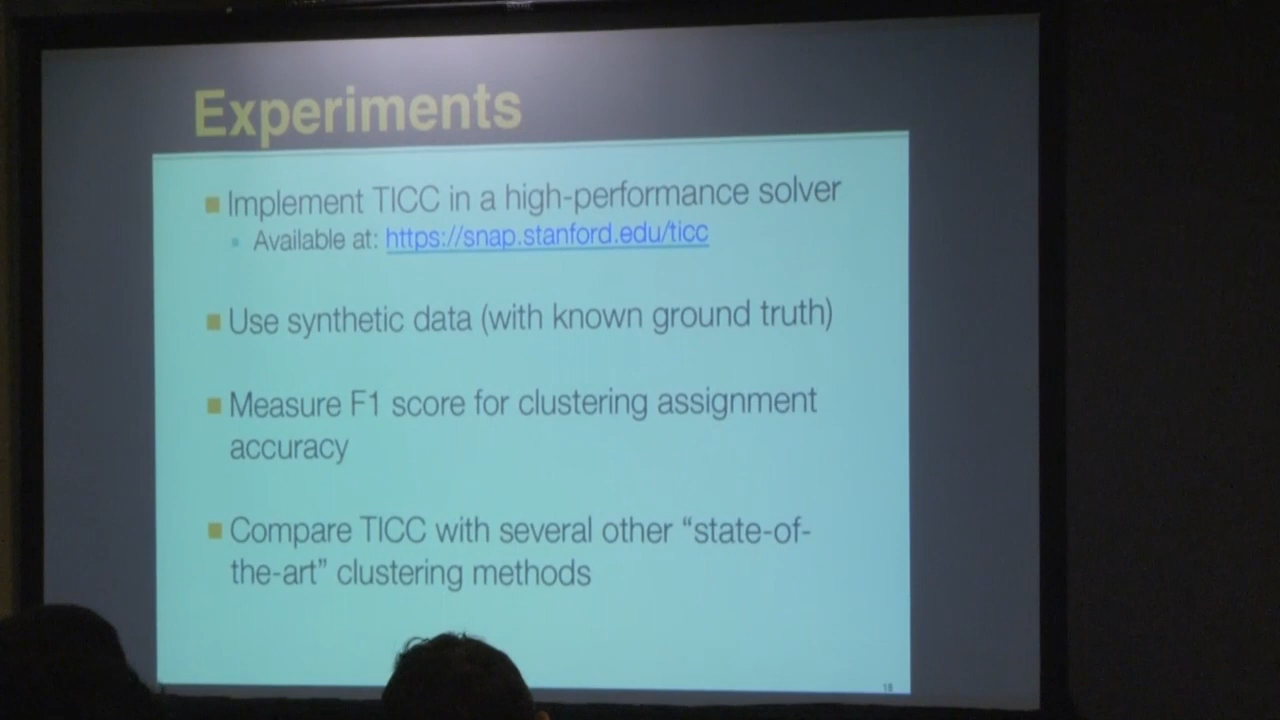 Experiments
Implement TICC in a high-performance solver
Available at: https://snap.stanford.edu/ticc
Use synthetic data (with known ground truth)
Measure F1 score for clustering assignment
accuracy
Compare TICC with several other “state-of-
the-art” clustering methods
18